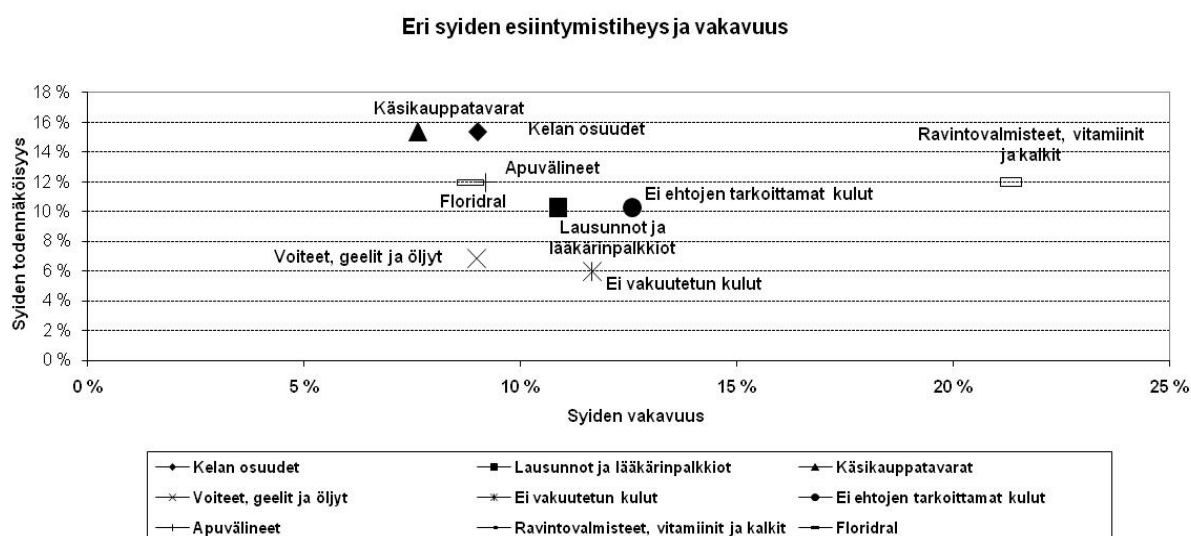 Eri syiden esiintymistiheys ja vakavuus
Syiden todennäköisyys
18 %
16 %
14 %
12 %
10 %
8 %
6 %
4 %
2 %
0 %
Käsikauppatavarat
Kelan osuudet
Ravintovalmisteet, vitamiinit
ja kalkit
Apuvälineet
Floridral
Ei ehtojen tarkoittamat kulut
Lausunnot ja
lääkärinpalkkiot
Voiteet, geelit ja öljyt
Ei vakuutetun kulut
0 %
5 %
10 %
15 %
20 %
25 %
Syiden vakavuus
Kelan osuudet
Lausunnot ja lääkärinpalkkiot
Käsikauppatavarat
Voiteet, geelit ja öljyt
Ei vakuutetun kulut
Ei ehtojen tarkoittamat kulut
Apuvälineet
Ravintovalmisteet, vitamiinit ja kalkit
Floridral